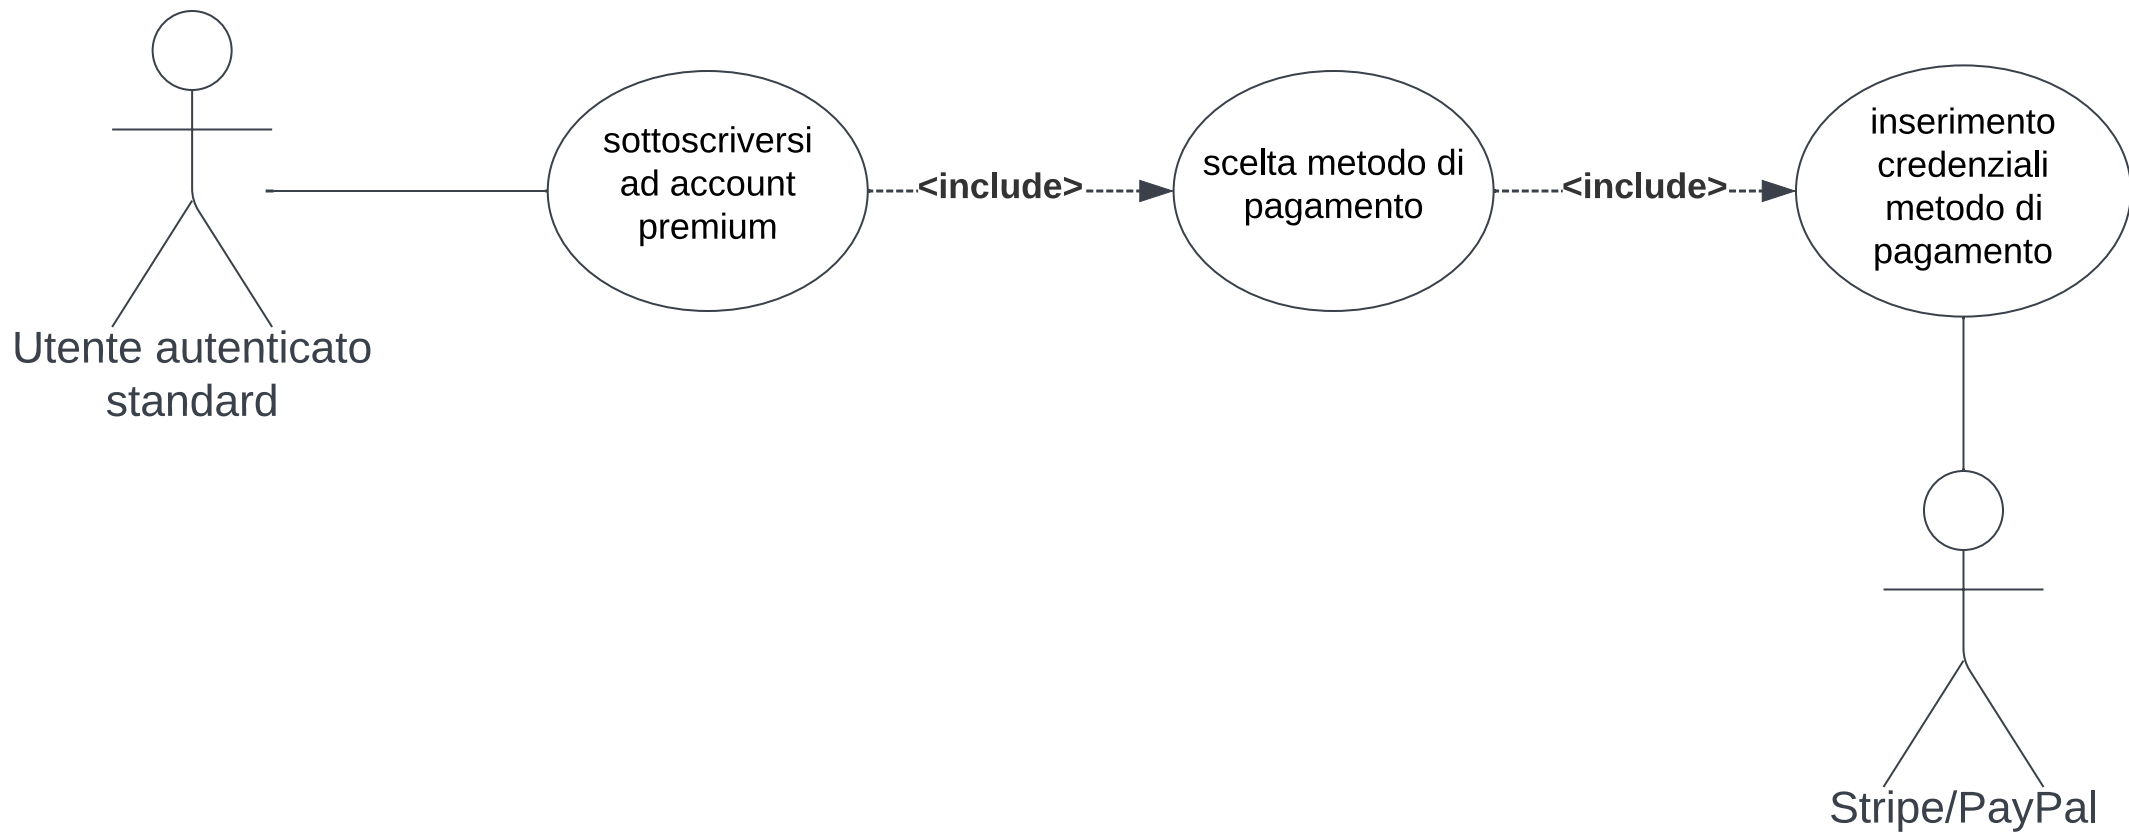 sottoscriversi
ad account
premium
<include>
scelta metodo di
pagamento
<include>
inserimento
credenziali
metodo di
pagamento
Utente autenticato
standard
Stripe/PayPal